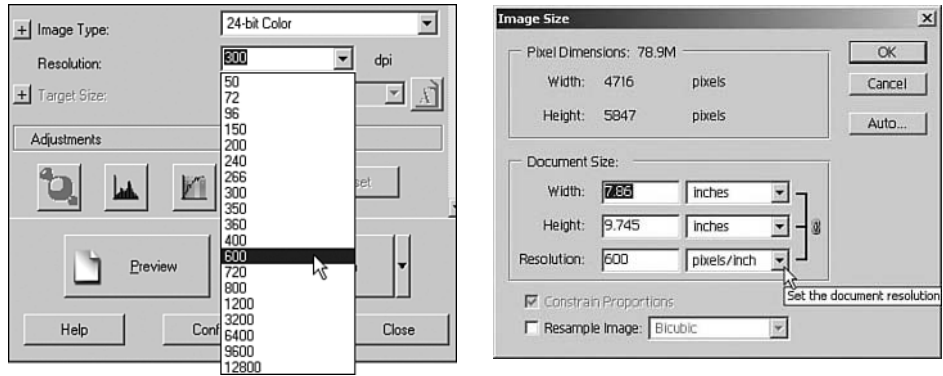 + Image Type:
24-bit Color
Resolution:
300
dpi
+ Target Size:
50
72
96
150
200
240
266
300
350
360
400
600
720
800
1200
3200
6400
9600
12800
Adjustments
set
Preview
Help
Conf
Close
Image Size
Pixel Dimensions: 78.9M
Width: 4716 pixels
Height: 5847 pixels
Document Size:
Width: 7.86 inches
Height: 9.745 inches
Resolution: 600 pixels/inch
Set the document resolution
Constrain Proportions
Resample Image: Bicubic
OK
Cancel
Auto...